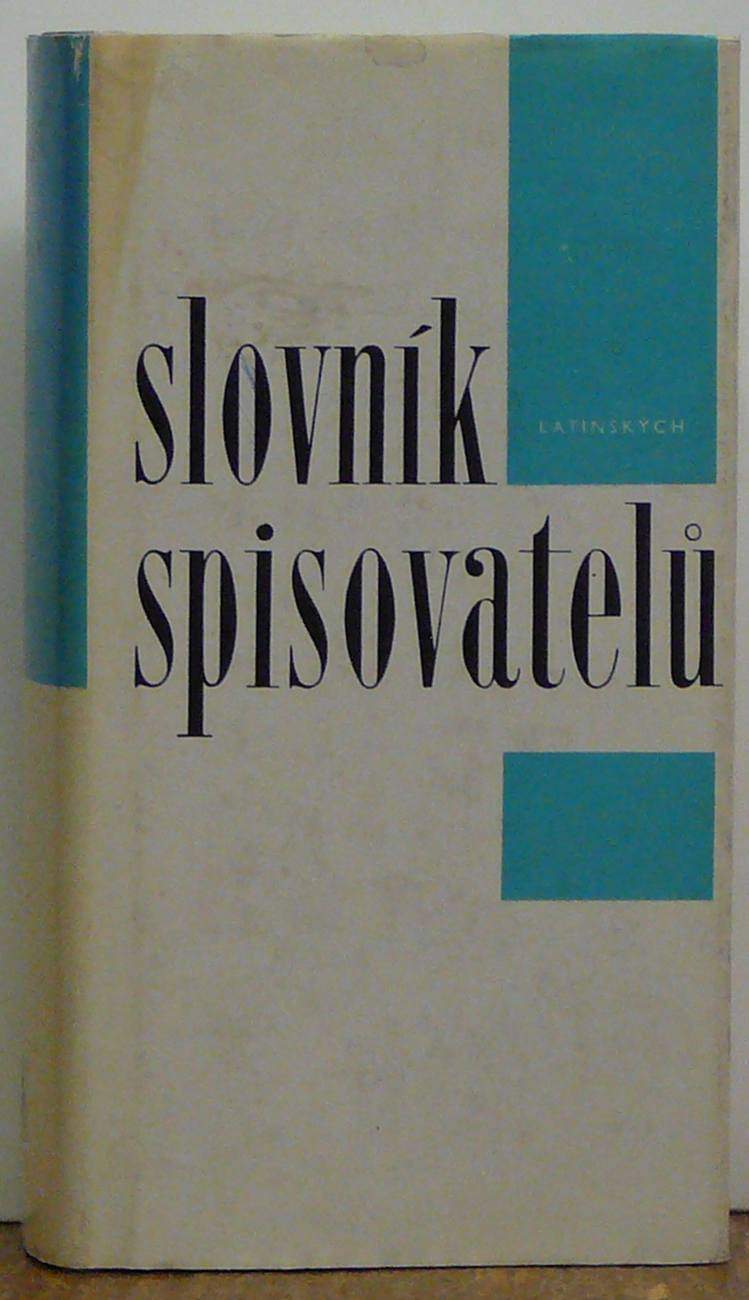 slovník
LATINSKÝCH
spisovatelů